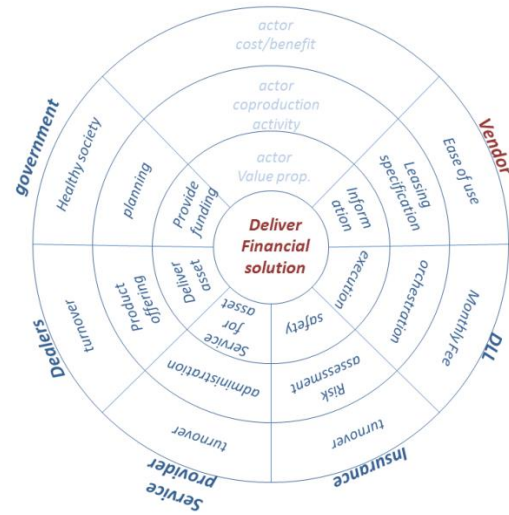 actor
cost/benefit
actor
coproduction
activity
actor
Value prop.
Deliver
Financial
solution
Vendor
Ease of use
Leasing
specification
Inform
ation
DLL
Monthly Fee
orchestration
execution
Insurance
turnover
Risk
assessment
safety
Service
provider
turnover
administration
Service
for
asset
Dealers
turnover
Product
offering
Deliver
asset
government
Healthy society
planning
Provide
funding